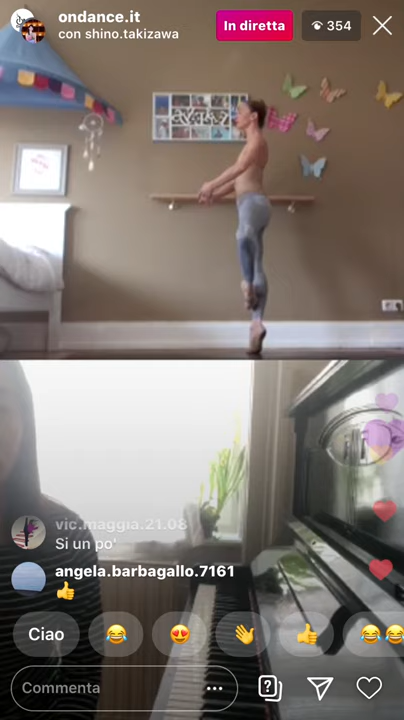 ondance.it
con shino.takizawa
In diretta
354
vic.maggia.21.08
Si un po'
angela.barbagallo.7161
👍
Ciao 😂 😍 👋 👍 😂😂
Commenta